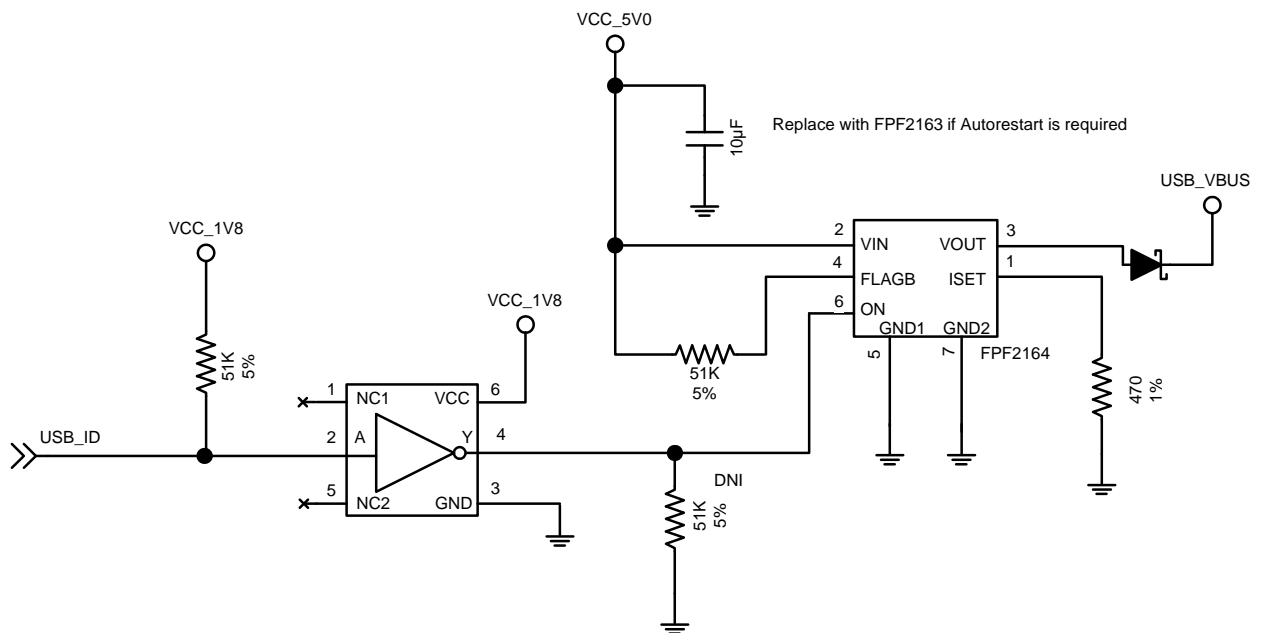 VCC_5V0
10µF
Replace with FPF2163 if Autorestart is required
USB_VBUS
VCC_1V8
2
VIN
VOUT
3
4
FLAGB
ISET
1
6
ON
GND1
GND2
5
7
FPF2164
VCC_1V8
51K
5%
51K
5%
470
1%
1
NC1
VCC
6
USB_ID
2
A
Y
4
5
NC2
GND
3
DNI
51K
5%